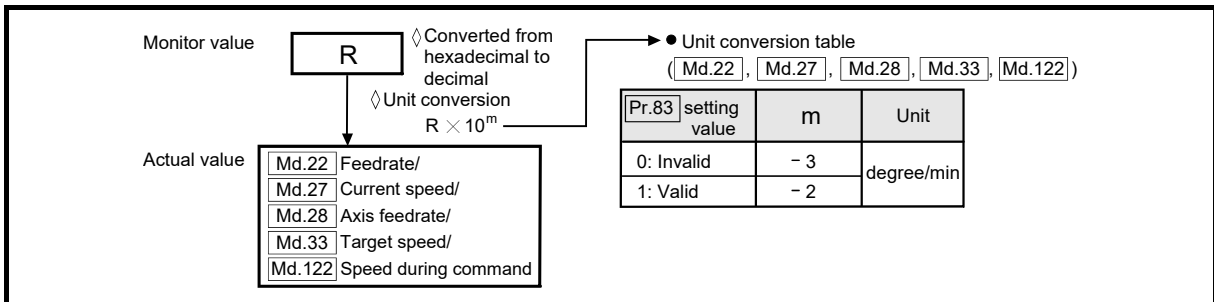 Monitor value
R
◊Converted from
hexadecimal to
decimal
◊Unit conversion
R × 10^m
● Unit conversion table
( Md.22 , Md.27 , Md.28 , Md.33 , Md.122 )
Pr.83 setting value m Unit
0: Invalid －3 degree/min
1: Valid －2
Actual value
Md.22 Feedrate/
Md.27 Current speed/
Md.28 Axis feedrate/
Md.33 Target speed/
Md.122 Speed during command